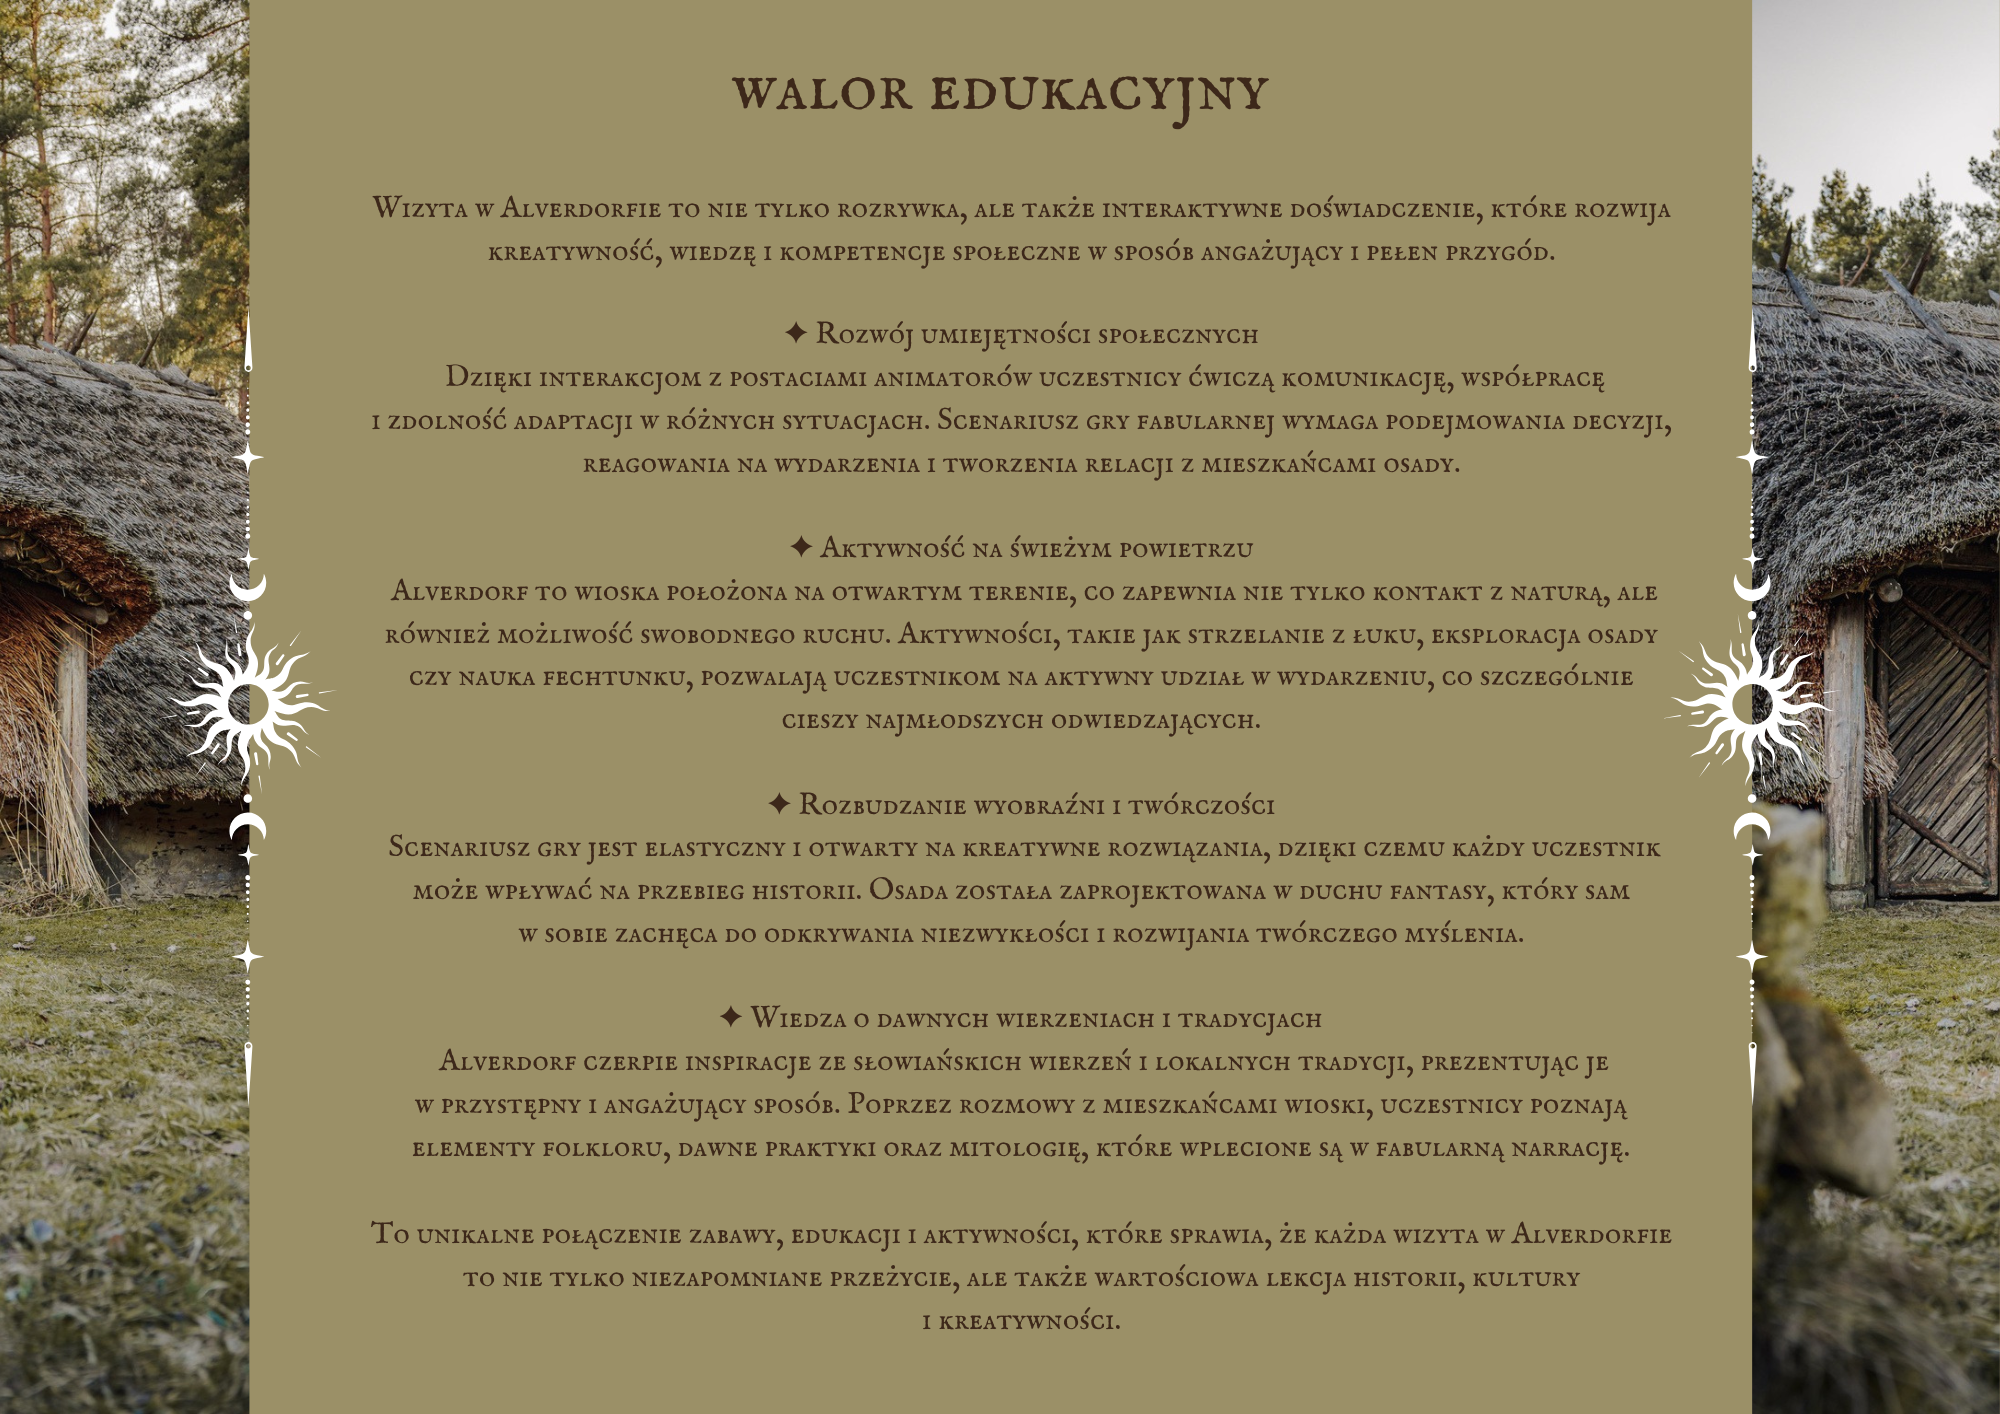 WALOR EDUKACYJNY
Wizyta w Alverdorfie to nie tylko rozrywka, ale także interaktywne doświadczenie, które rozwija
kreatywność, wiedzę i kompetencje społeczne w sposób angażujący i pełen przygód.
✦ Rozwój umiejętności społecznych
Dzięki interakcjom z postaciami animatorów uczestnicy ćwiczą komunikację, współpracę
i zdolność adaptacji w różnych sytuacjach. Scenariusz gry fabularnej wymaga podejmowania decyzji,
reagowania na wydarzenia i tworzenia relacji z mieszkańcami osady.
✦ Aktywność na świeżym powietrzu
Alverdorf to wioska położona na otwartym terenie, co zapewnia nie tylko kontakt z naturą, ale
również możliwość swobodnego ruchu. Aktywności, takie jak strzelanie z łuku, eksploracja osady
czy nauka fechtunku, pozwalają uczestnikom na aktywny udział w wydarzeniu, co szczególnie
cieszy najmłodszych odwiedzających.
✦ Rozbudzanie wyobraźni i twórczości
Scenariusz gry jest elastyczny i otwarty na kreatywne rozwiązania, dzięki czemu każdy uczestnik
może wpływać na przebieg historii. Osada została zaprojektowana w duchu fantasy, który sam
w sobie zachęca do odkrywania niezwykłości i rozwijania twórczego myślenia.
✦ Wiedza o dawnych wierzeniach i tradycjach
Alverdorf czerpie inspiracje ze słowiańskich wierzeń i lokalnych tradycji, prezentując je
w przystępny i angażujący sposób. Poprzez rozmowy z mieszkańcami wioski, uczestnicy poznają
elementy folkloru, dawne praktyki oraz mitologię, które wplecione są w fabularną narrację.
To unikalne połączenie zabawy, edukacji i aktywności, które sprawia, że każda wizyta w Alverdorfie
to nie tylko niezapomniane przeżycie, ale także wartościowa lekcja historii, kultury
i kreatywności.